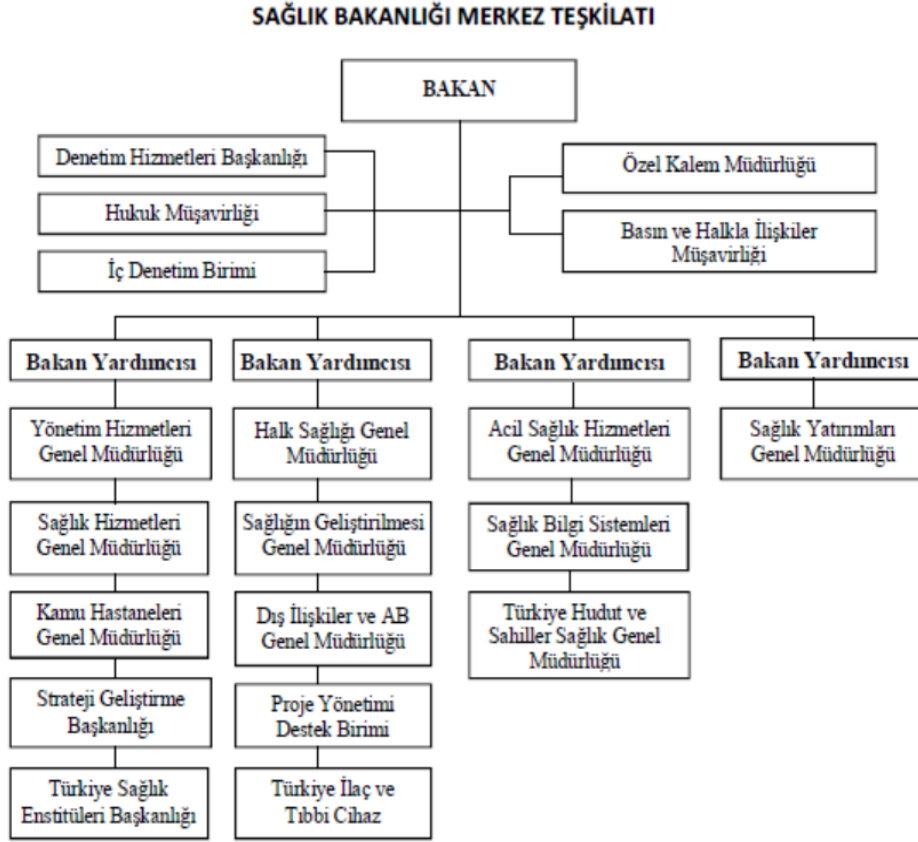 SAĞLIK BAKANLIĞI MERKEZ TEŞKİLATI
BAKAN
Denetim Hizmetleri Başkanlığı
Hukuk Müşavirliği
İç Denetim Birimi
Özel Kalem Müdürlüğü
Basın ve Halkla İlişkiler
Müşavirliği
Bakan Yardımcısı
Yönetim Hizmetleri
Genel Müdürlüğü
Sağlık Hizmetleri
Genel Müdürlüğü
Kamu Hastaneleri
Genel Müdürlüğü
Strateji Geliştirme
Başkanlığı
Türkiye Sağlık
Enstitüleri Başkanlığı
Bakan Yardımcısı
Halk Sağlığı Genel
Müdürlüğü
Sağlığın Geliştirilmesi
Genel Müdürlüğü
Dış İlişkiler ve AB
Genel Müdürlüğü
Proje Yönetimi
Destek Birimi
Türkiye İlaç ve
Tıbbi Cihaz
Bakan Yardımcısı
Acil Sağlık Hizmetleri
Genel Müdürlüğü
Sağlık Bilgi Sistemleri
Genel Müdürlüğü
Türkiye Hudut ve
Sahiller Sağlık Genel
Müdürlüğü
Bakan Yardımcısı
Sağlık Yatırımları
Genel Müdürlüğü